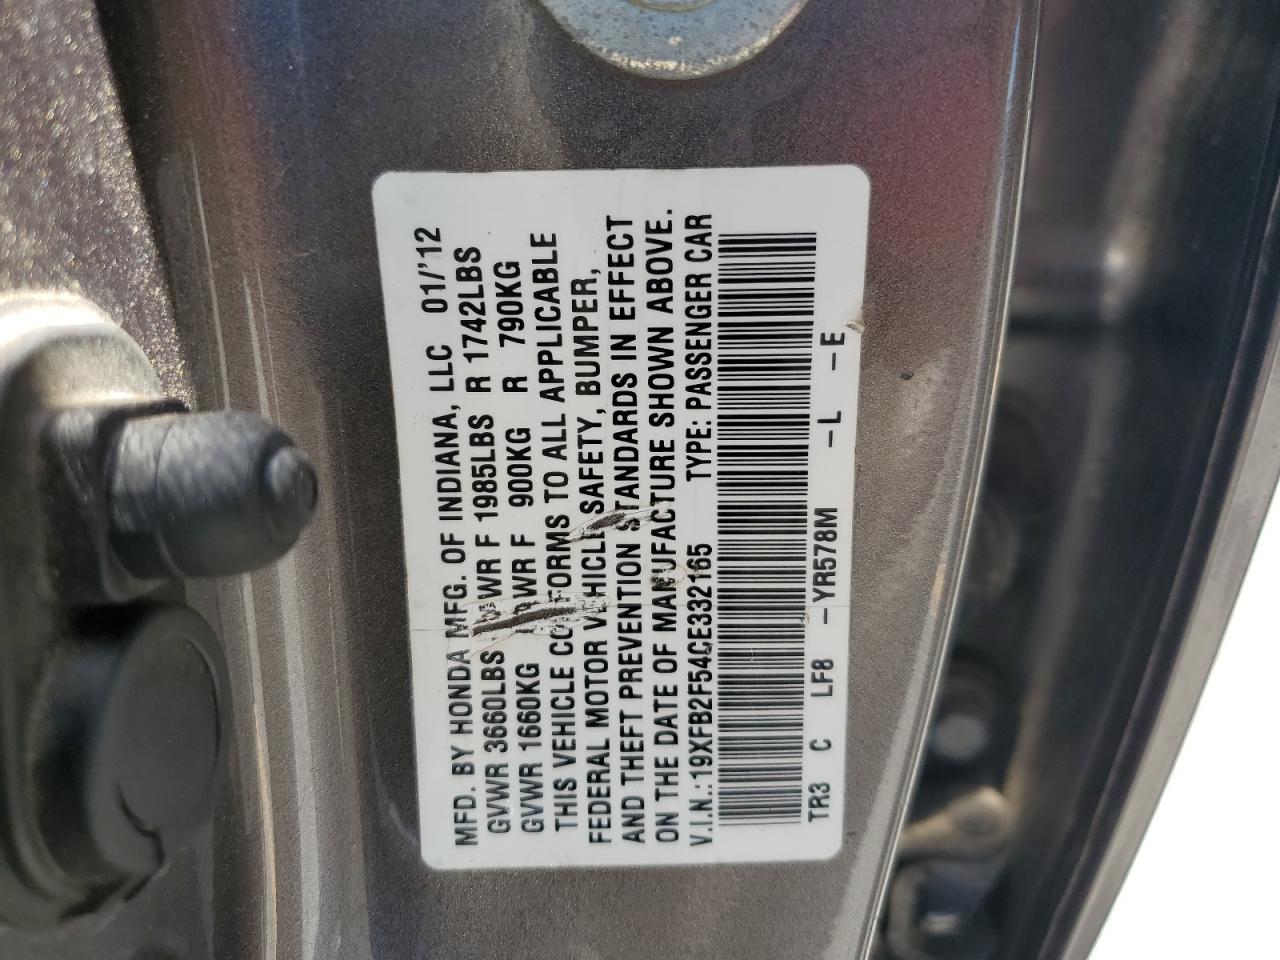 MFD. BY HONDA MFG. OF INDIANA, LLC 01/'12
GVWR 3660LBS GAWR F 1985LBS R 1742LBS
GVWR 1660KG GAWR F 900KG R 790KG
THIS VEHICLE CONFORMS TO ALL APPLICABLE
FEDERAL MOTOR VEHICLE SAFETY, BUMPER,
AND THEFT PREVENTION STANDARDS IN EFFECT
ON THE DATE OF MANUFACTURE SHOWN ABOVE.
V.I.N.:19XFB2F54CE332165 TYPE: PASSENGER CAR
TR3 C LF8 -YR578M -L -E